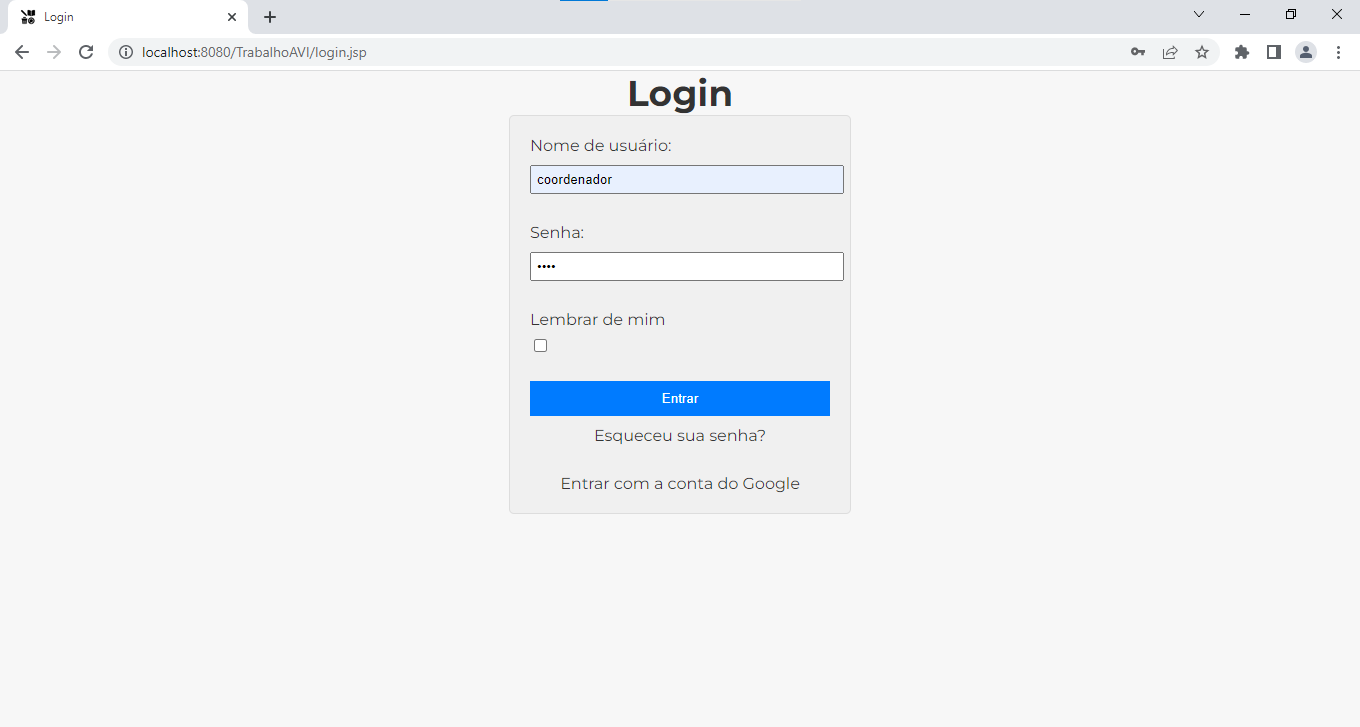 Login
localhost:8080/TrabalhoAVI/login.jsp
Login
Nome de usuário:
coordenador
Senha:
••••
Lembrar de mim
Entrar
Esqueceu sua senha?
Entrar com a conta do Google